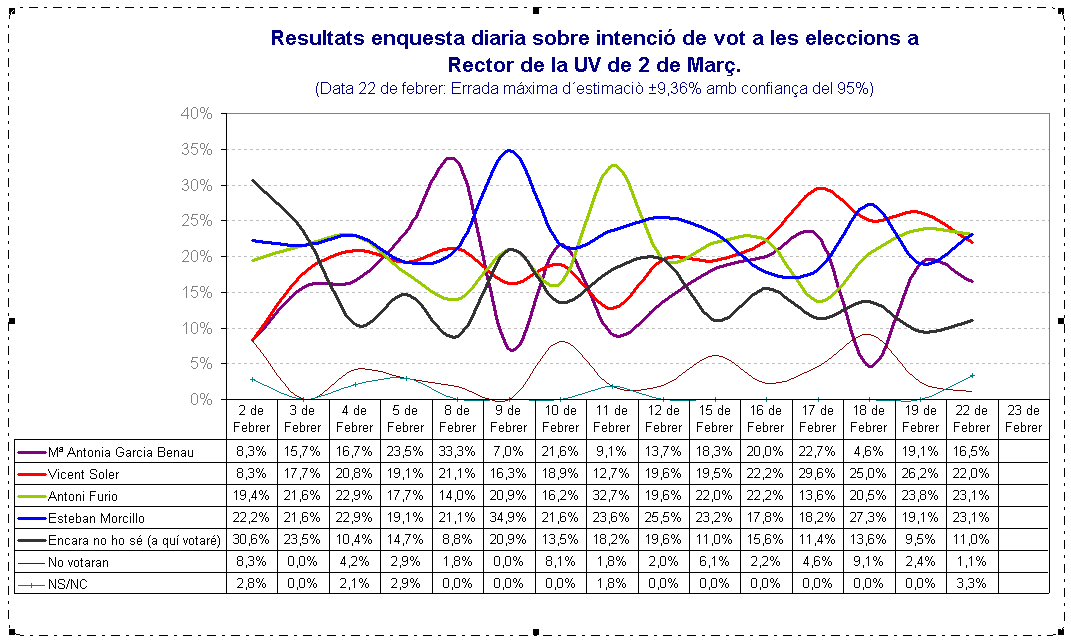 Resultats enquesta diaria sobre intenció de vot a les eleccions a
Rector de la UV de 2 de Març.
(Data 22 de febrer: Errada máxima d´estimaciò ±9,36% amb confiança del 95%)
40%
35%
30%
25%
20%
15%
10%
5%
0%
2 de Febrer 3 de Febrer 4 de Febrer 5 de Febrer 8 de Febrer 9 de Febrer 10 de Febrer 11 de Febrer 12 de Febrer 15 de Febrer 16 de Febrer 17 de Febrer 18 de Febrer 19 de Febrer 22 de Febrer 23 de Febrer
Mª Antonia Garcia Benau 8,3% 15,7% 16,7% 23,5% 33,3% 7,0% 21,6% 9,1% 13,7% 18,3% 20,0% 22,7% 4,6% 19,1% 16,5%
Vicent Soler 8,3% 17,7% 20,8% 19,1% 21,1% 16,3% 18,9% 12,7% 19,6% 19,5% 22,2% 29,6% 25,0% 26,2% 22,0%
Antoni Furio 19,4% 21,6% 22,9% 17,7% 14,0% 20,9% 16,2% 32,7% 19,6% 22,0% 22,2% 13,6% 20,5% 23,8% 23,1%
Esteban Morcillo 22,2% 21,6% 22,9% 19,1% 21,1% 34,9% 21,6% 23,6% 25,5% 23,2% 17,8% 18,2% 27,3% 19,1% 23,1%
Encara no ho sé (a quí votaré) 30,6% 23,5% 10,4% 14,7% 8,8% 20,9% 13,5% 18,2% 19,6% 11,0% 15,6% 11,4% 13,6% 9,5% 11,0%
No votaran 8,3% 0,0% 4,2% 2,9% 1,8% 0,0% 8,1% 1,8% 2,0% 6,1% 2,2% 4,6% 9,1% 2,4% 1,1%
NS/NC 2,8% 0,0% 2,1% 2,9% 0,0% 0,0% 0,0% 1,8% 0,0% 0,0% 0,0% 0,0% 0,0% 0,0% 3,3%